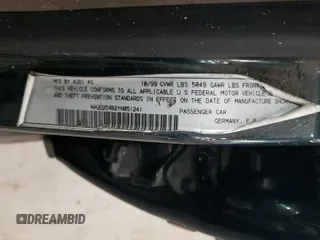 MFD BY AUDI AG 10/99 GVWR LBS 5049 GAWR LBS FRONT
THIS VEHICLE CONFORMS TO ALL APPLICABLE U.S. FEDERAL MOTOR VEHICLE
AND THEFT PREVENTION STANDARDS IN EFFECT ON THE DATE OF MANUFACTURE SHOWN
PASSENGER CAR
GERMANY,
DREAMBID